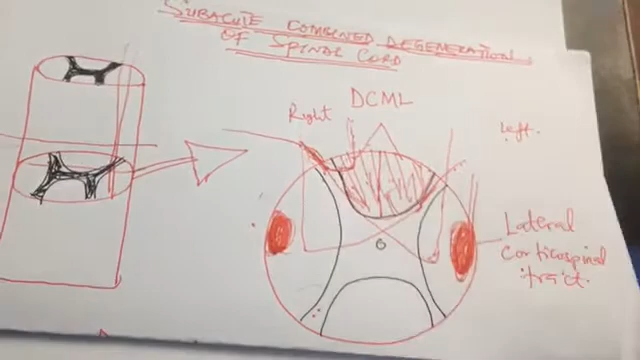 SUBACUTE COMBINED DEGENERATION
OF SPINAL CORD
DCML
Right
Left.
Lateral
corticospinal
tract.